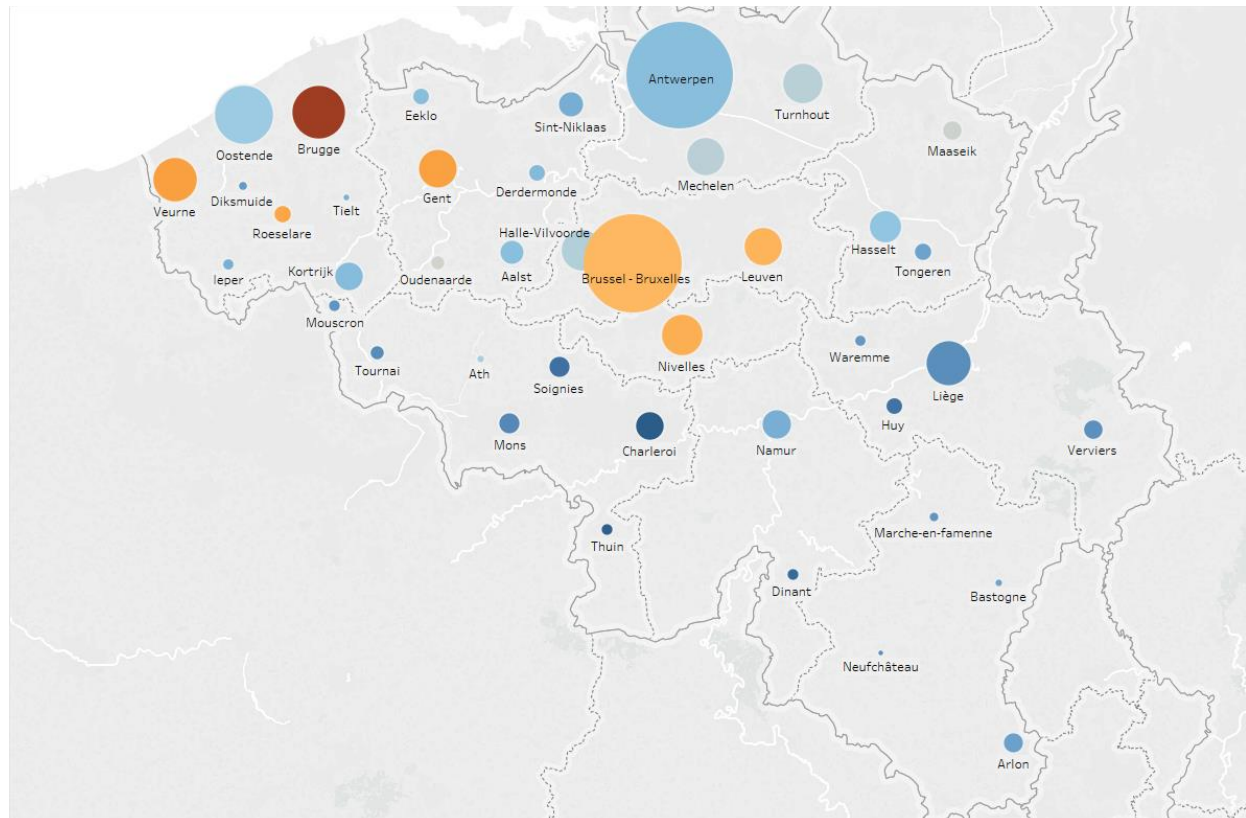 Antwerpen
Eeklo
Turnhout
Sint-Niklaas
Oostende
Brugge
Maaseik
Mechelen
Derdermonde
Gent
Diksmuide
Veurne
Tielt
Roeselare
Halle-Vilvoorde
Hasselt
Tongeren
Kortrijk
Ieper
Oudenaarde
Aalst
Brussel - Bruxelles
Leuven
Mouscron
Waremme
Nivelles
Tournai
Ath
Soignies
Liège
Huy
Mons
Charleroi
Namur
Verviers
Marche-en-famenne
Thuin
Dinant
Bastogne
Neufchâteau
Arlon